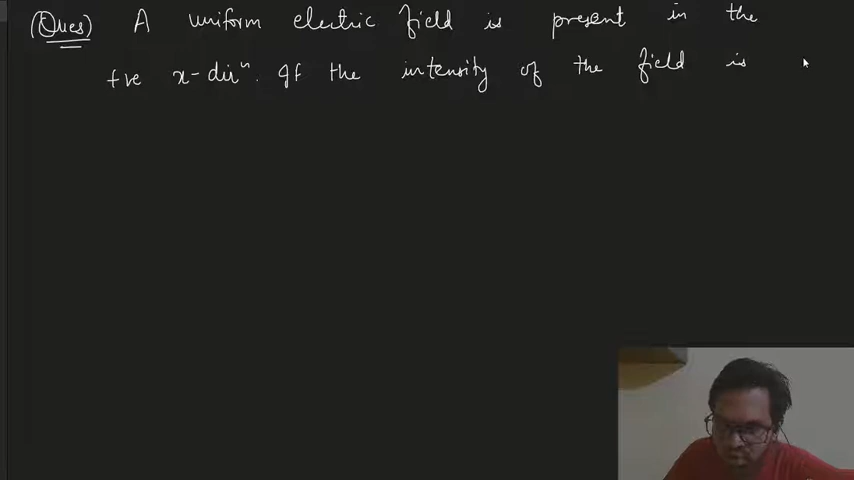 (Ques) A uniform electric field is present in the
+ve x-dirⁿ. If the intensity of the field is